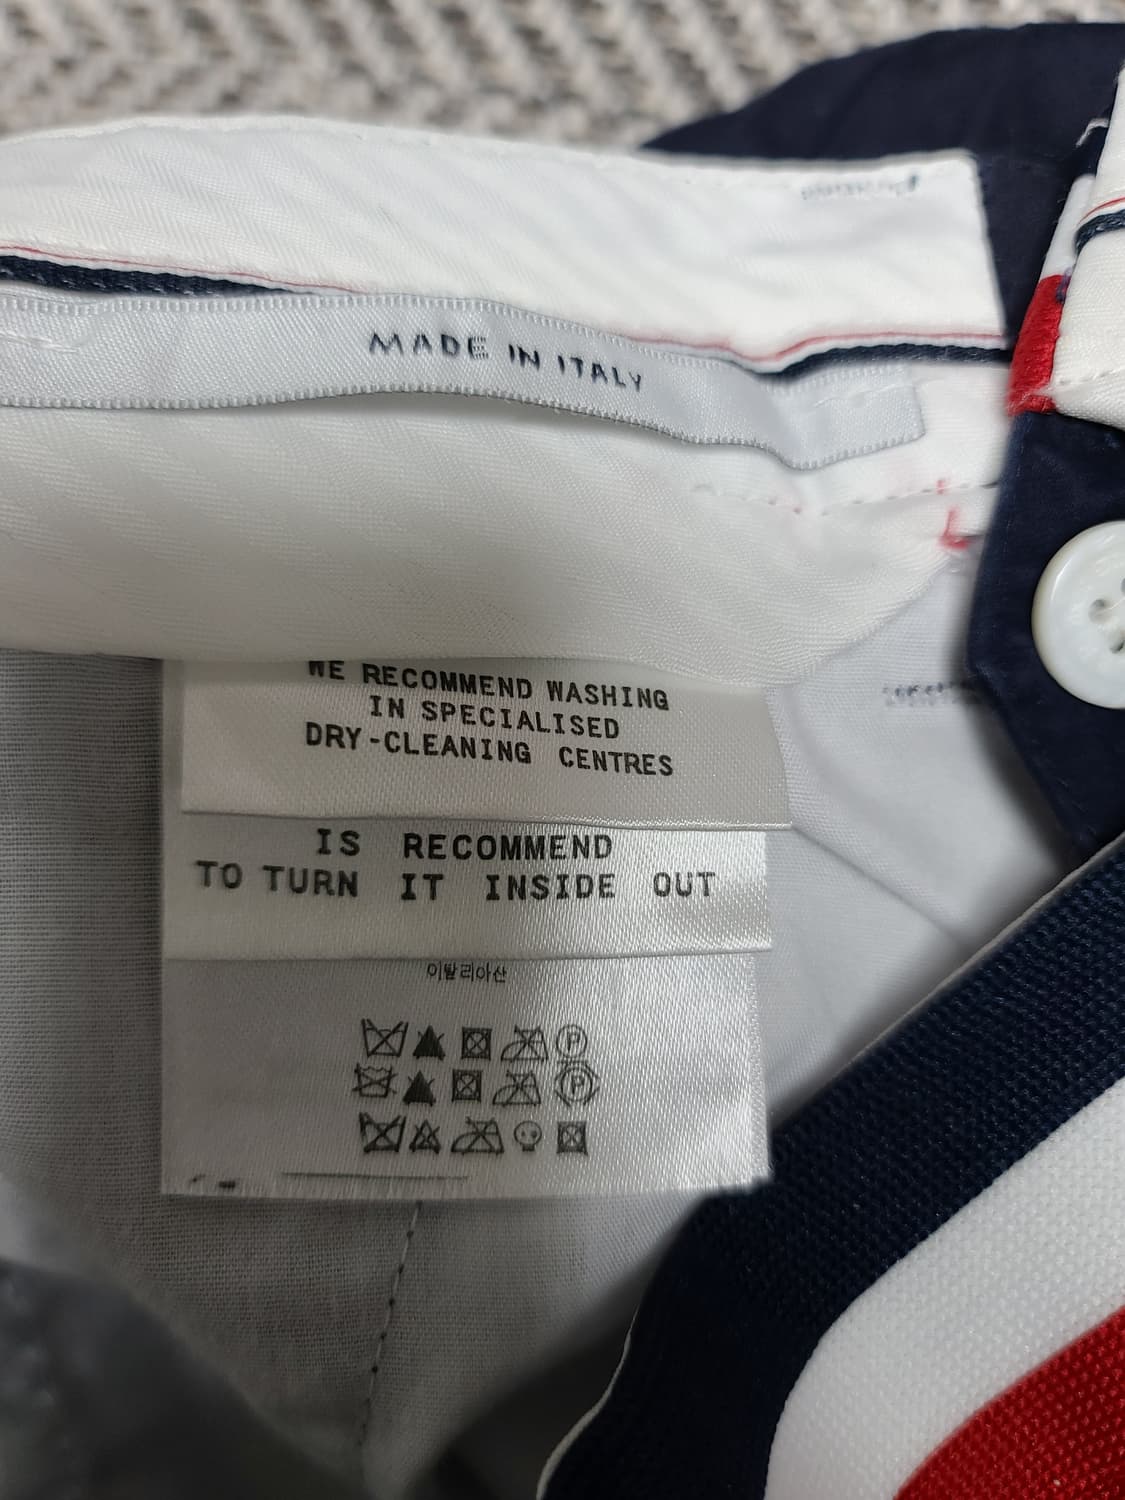 MADE IN ITALY
WE RECOMMEND WASHING
IN SPECIALISED
DRY-CLEANING CENTRES
IS RECOMMEND
TO TURN IT INSIDE OUT
이탈리아산
P
P